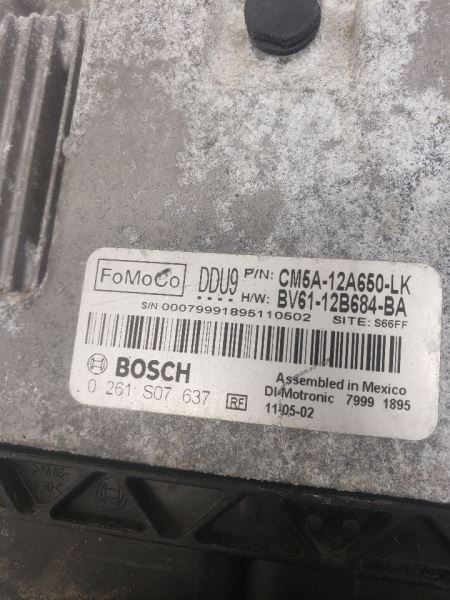 FoMoCo DDU9 P/N: CM5A-12A650-LK
H/W: BV61-12B684-BA
S/N 00079991895110502 SITE: S66FF
BOSCH Assembled in Mexico
0 261 S07 637 RF DI-Motronic 7999 1895
11-05-02
>PA66-